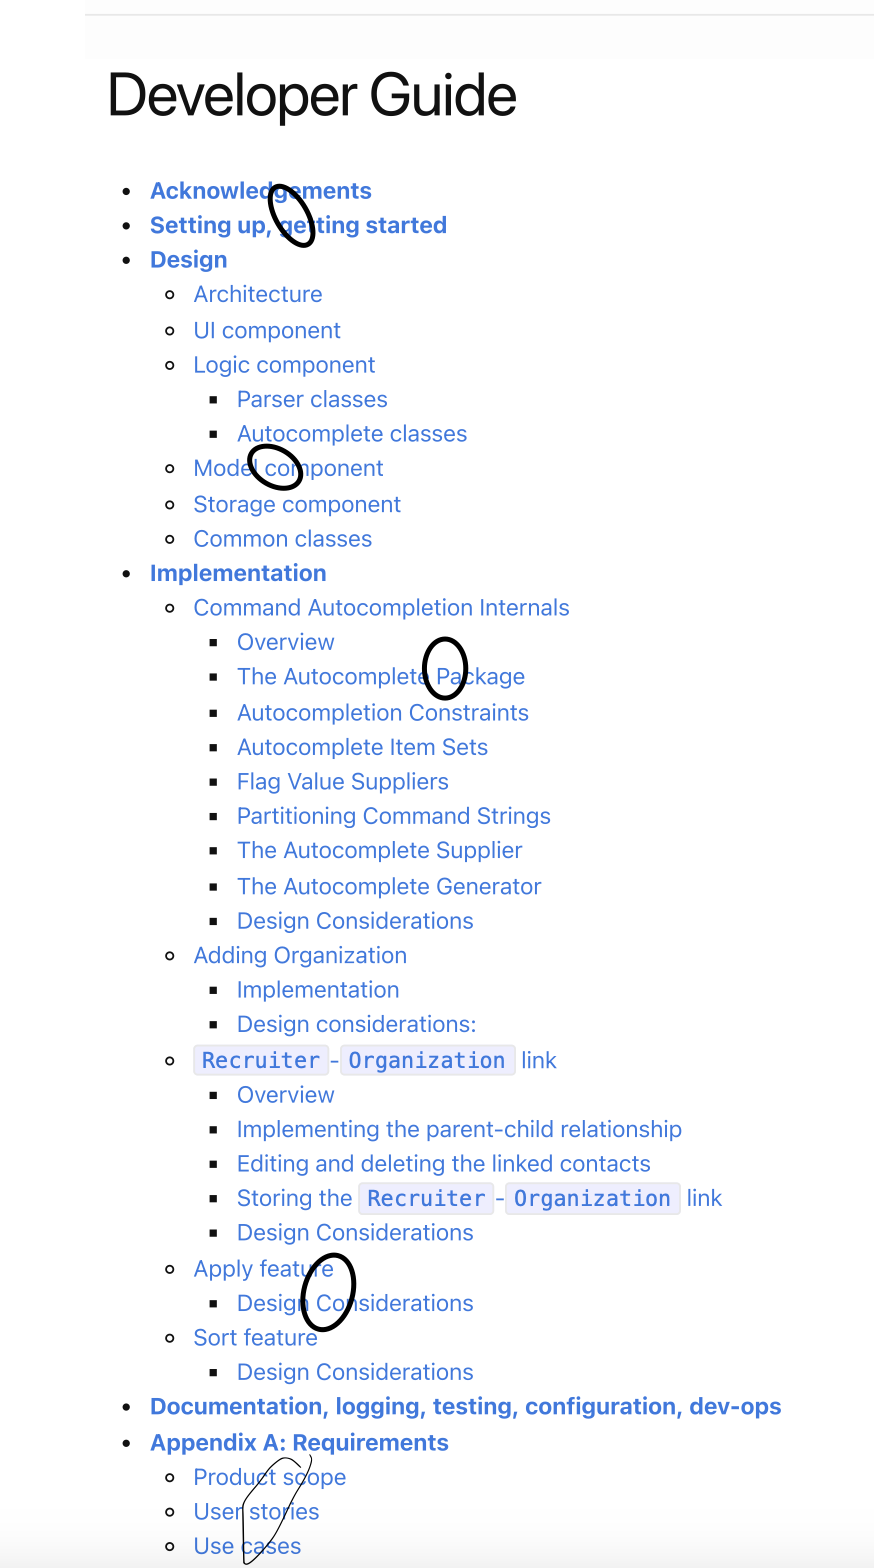 Developer Guide
Acknowledgements
Setting up, getting started
Design
Architecture
UI component
Logic component
Parser classes
Autocomplete classes
Model component
Storage component
Common classes
Implementation
Command Autocompletion Internals
Overview
The Autocomplete Package
Autocompletion Constraints
Autocomplete Item Sets
Flag Value Suppliers
Partitioning Command Strings
The Autocomplete Supplier
The Autocomplete Generator
Design Considerations
Adding Organization
Implementation
Design considerations:
Recruiter-Organization link
Overview
Implementing the parent-child relationship
Editing and deleting the linked contacts
Storing the Recruiter-Organization link
Design Considerations
Apply feature
Design Considerations
Sort feature
Design Considerations
Documentation, logging, testing, configuration, dev-ops
Appendix A: Requirements
Product scope
User stories
Use cases